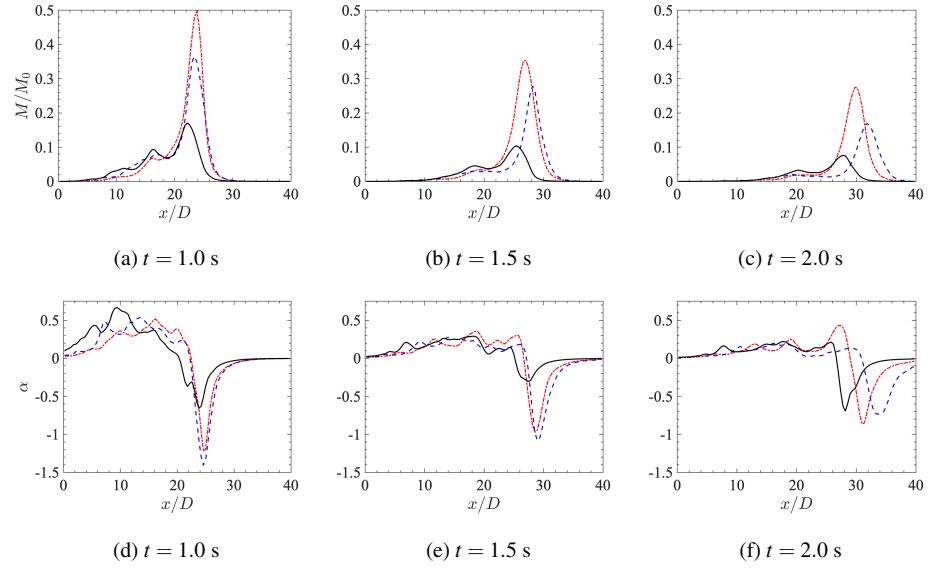 0.5 0.5 0.5
0.4 0.4 0.4
0.3 0.3 0.3
0.2 0.2 0.2
0.1 0.1 0.1
0 0 0
M/M0
0 10 20 30 40 0 10 20 30 40 0 10 20 30 40
x/D x/D x/D
(a) t = 1.0 s (b) t = 1.5 s (c) t = 2.0 s
0.5 0.5 0.5
0 0 0
-0.5 -0.5 -0.5
-1 -1 -1
-1.5 -1.5 -1.5
α
0 10 20 30 40 0 10 20 30 40 0 10 20 30 40
x/D x/D x/D
(d) t = 1.0 s (e) t = 1.5 s (f) t = 2.0 s